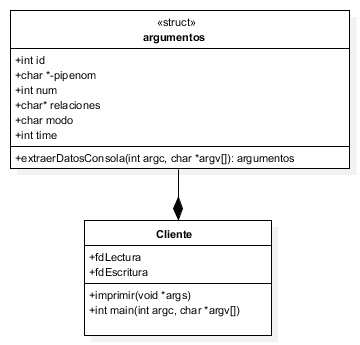 «struct»
argumentos
+int id
+char *-pipenom
+int num
+char* relaciones
+char modo
+int time
+extraerDatosConsola(int argc, char *argv[]): argumentos
Cliente
+fdLectura
+fdEscritura
+imprimir(void *args)
+int main(int argc, char *argv[])